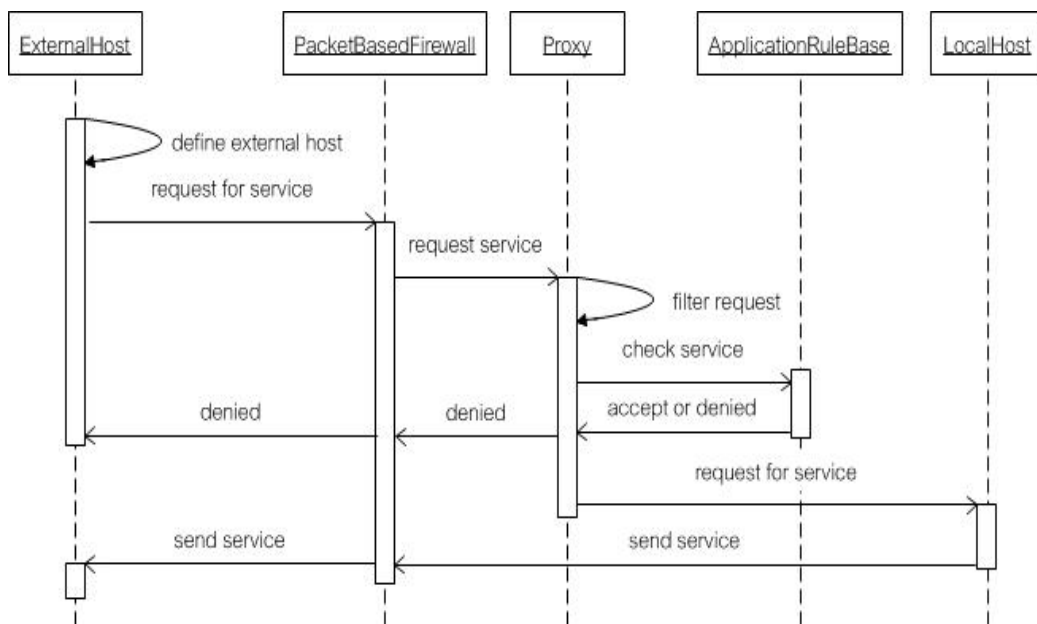 ExternalHost
PacketBasedFirewall
Proxy
ApplicationRuleBase
LocalHost
define external host
request for service
request service
filter request
check service
denied
denied
accept or denied
request for service
send service
send service